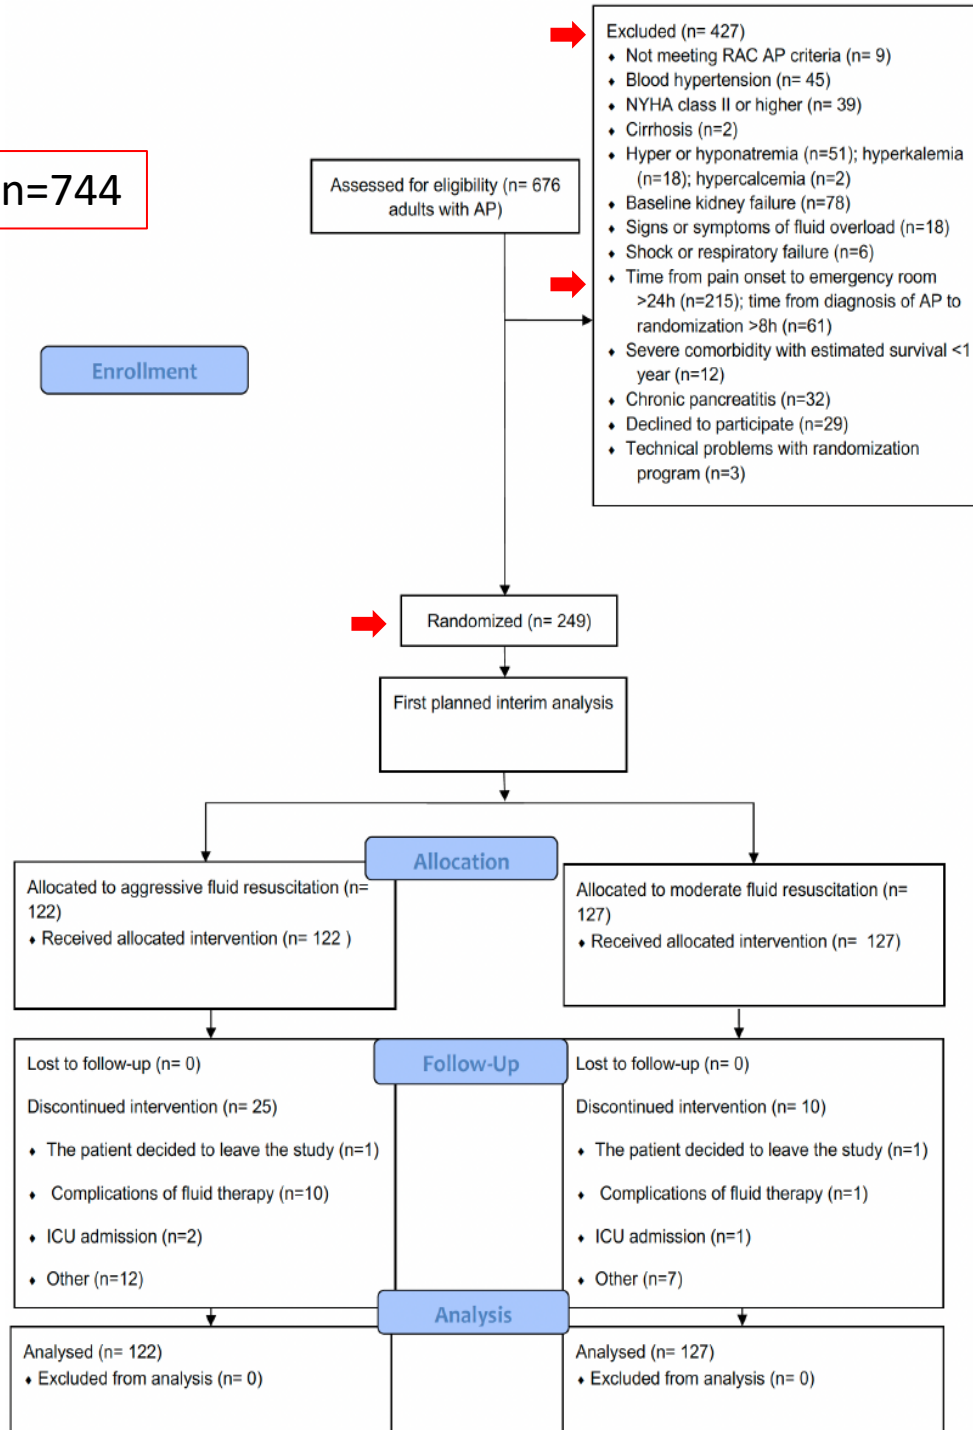 Excluded (n= 427)
♦ Not meeting RAC AP criteria (n= 9)
♦ Blood hypertension (n= 45)
♦ NYHA class II or higher (n= 39)
♦ Cirrhosis (n=2)
♦ Hyper or hyponatremia (n=51); hyperkalemia
(n=18); hypercalcemia (n=2)
♦ Baseline kidney failure (n=78)
♦ Signs or symptoms of fluid overload (n=18)
♦ Shock or respiratory failure (n=6)
♦ Time from pain onset to emergency room
>24h (n=215); time from diagnosis of AP to
randomization >8h (n=61)
♦ Severe comorbidity with estimated survival <1
year (n=12)
♦ Chronic pancreatitis (n=32)
♦ Declined to participate (n=29)
♦ Technical problems with randomization
program (n=3)
n=744
Assessed for eligibility (n= 676
adults with AP)
Enrollment
Randomized (n= 249)
First planned interim analysis
Allocation
Allocated to aggressive fluid resuscitation (n=
122)
♦ Received allocated intervention (n= 122 )
Allocated to moderate fluid resuscitation (n=
127)
♦ Received allocated intervention (n=  127)
Follow-Up
Lost to follow-up (n= 0)
Discontinued intervention (n= 25)
♦ The patient decided to leave the study (n=1)
♦ Complications of fluid therapy (n=10)
♦ ICU admission (n=2)
♦ Other (n=12)
Lost to follow-up (n= 0)
Discontinued intervention (n= 10)
♦ The patient decided to leave the study (n=1)
♦ Complications of fluid therapy (n=1)
♦ ICU admission (n=1)
♦ Other (n=7)
Analysis
Analysed (n= 122)
♦ Excluded from analysis (n= 0)
Analysed (n= 127)
♦ Excluded from analysis (n= 0)